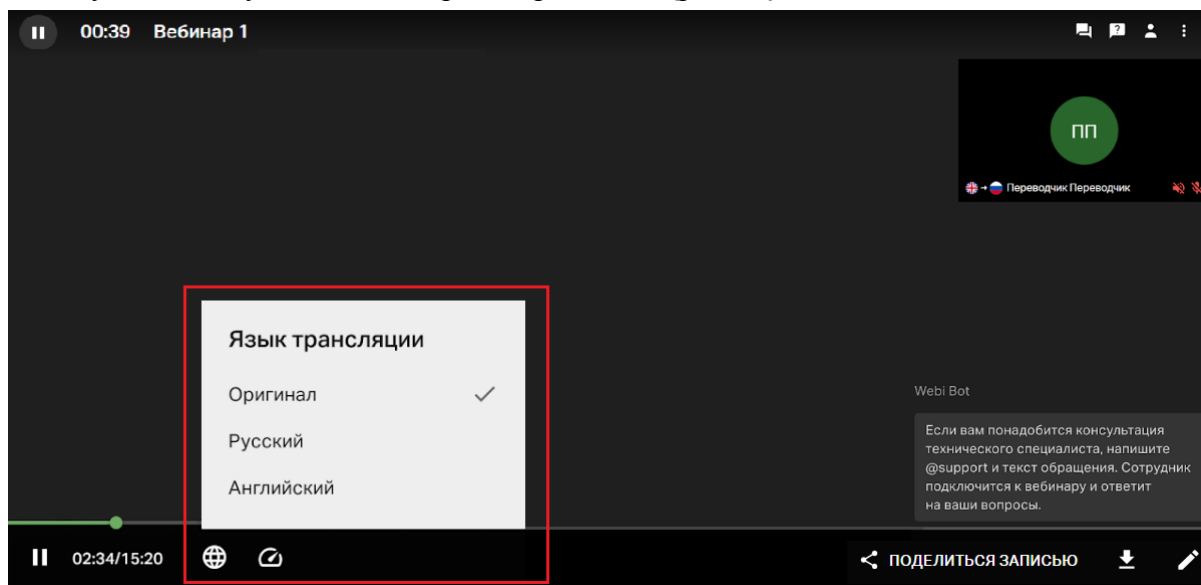 00:39 Вебинар 1
ПП
Переводчик Переводчик
Язык трансляции
Оригинал
Русский
Английский
Webi Bot
Если вам понадобится консультация
технического специалиста, напишите
@support и текст обращения. Сотрудник
подключится к вебинару и ответит
на ваши вопросы.
02:34/15:20
ПОДЕЛИТЬСЯ ЗАПИСЬЮ